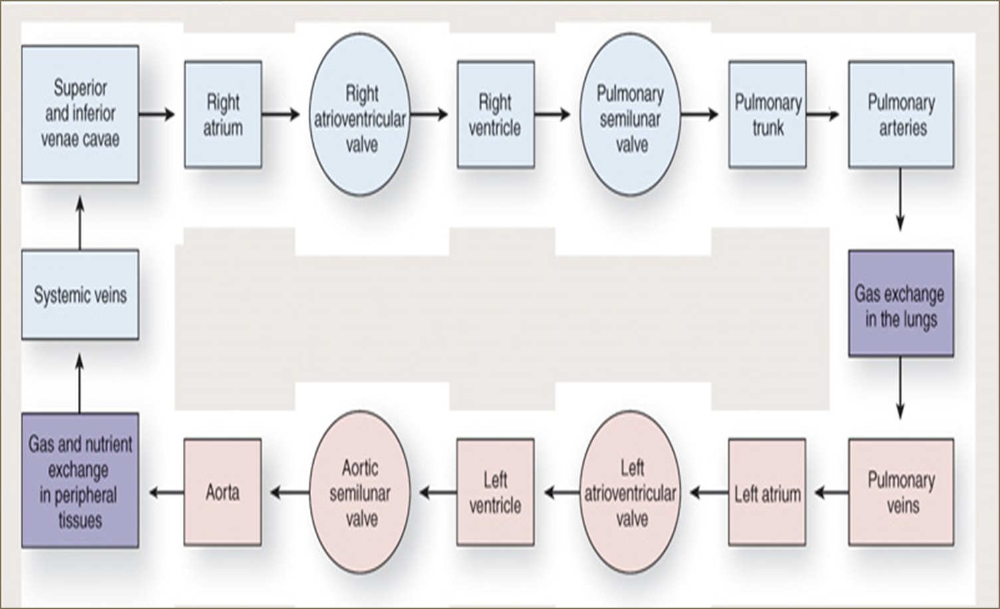 Superior
and inferior
venae cavae
Right
atrium
Right
atrioventricular
valve
Right
ventricle
Pulmonary
semilunar
valve
Pulmonary
trunk
Pulmonary
arteries
Gas exchange
in the lungs
Pulmonary
veins
Left atrium
Left
atrioventricular
valve
Left
ventricle
Aortic
semilunar
valve
Aorta
Gas and nutrient
exchange
in peripheral
tissues
Systemic veins